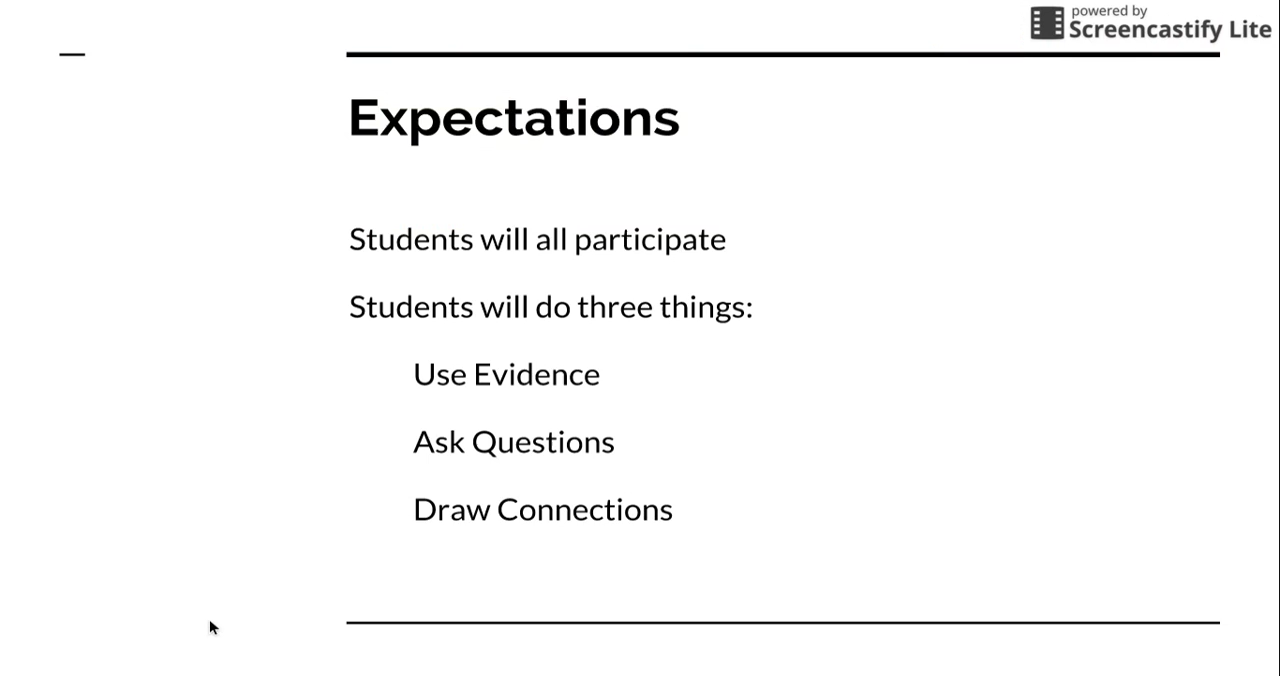 powered by
Screencastify Lite
Expectations
Students will all participate
Students will do three things:
Use Evidence
Ask Questions
Draw Connections